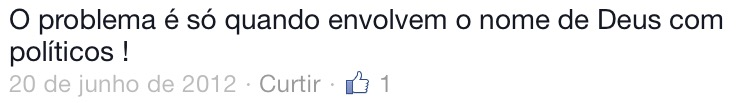 O problema é só quando envolvem o nome de Deus com
políticos !
20 de junho de 2012 · Curtir · 1